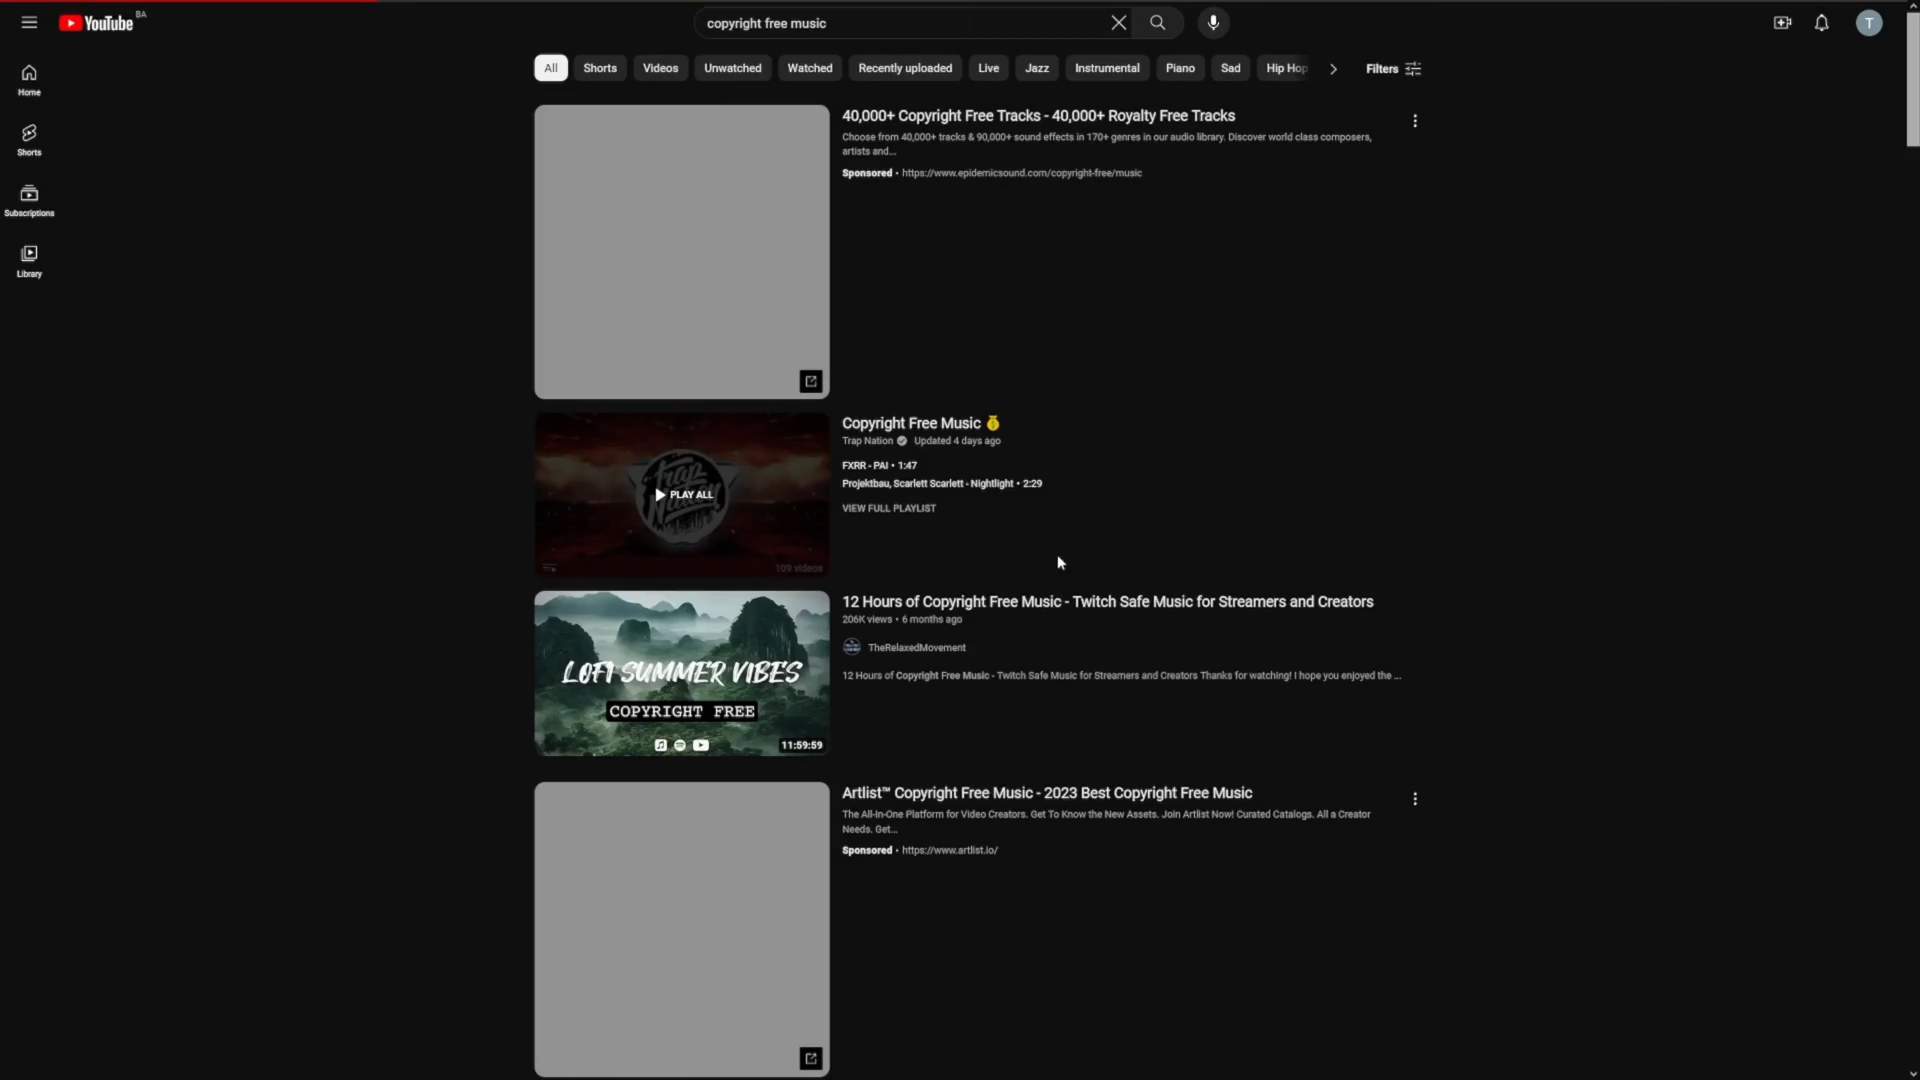 YouTube BA
copyright free music
T
Home
Shorts
Subscriptions
Library
All Shorts Videos Unwatched Watched Recently uploaded Live Jazz Instrumental Piano Sad Hip Hop Filters
40,000+ Copyright Free Tracks - 40,000+ Royalty Free Tracks
Choose from 40,000+ tracks & 90,000+ sound effects in 170+ genres in our audio library. Discover world class composers,
artists and...
Sponsored • https://www.epidemicsound.com/copyright-free/music
trap
Nation
PLAY ALL
109 videos
Copyright Free Music
Trap Nation Updated 4 days ago
FXRR - PAI • 1:47
Projektbau, Scarlett Scarlett - Nightlight • 2:29
VIEW FULL PLAYLIST
LOFI SUMMER VIBES
COPYRIGHT FREE
11:59:59
12 Hours of Copyright Free Music - Twitch Safe Music for Streamers and Creators
206K views • 6 months ago
TheRelaxedMovement
12 Hours of Copyright Free Music - Twitch Safe Music for Streamers and Creators Thanks for watching! I hope you enjoyed the ...
Artlist™ Copyright Free Music - 2023 Best Copyright Free Music
The All-In-One Platform for Video Creators. Get To Know the New Assets. Join Artlist Now! Curated Catalogs. All a Creator
Needs. Get...
Sponsored • https://www.artlist.io/